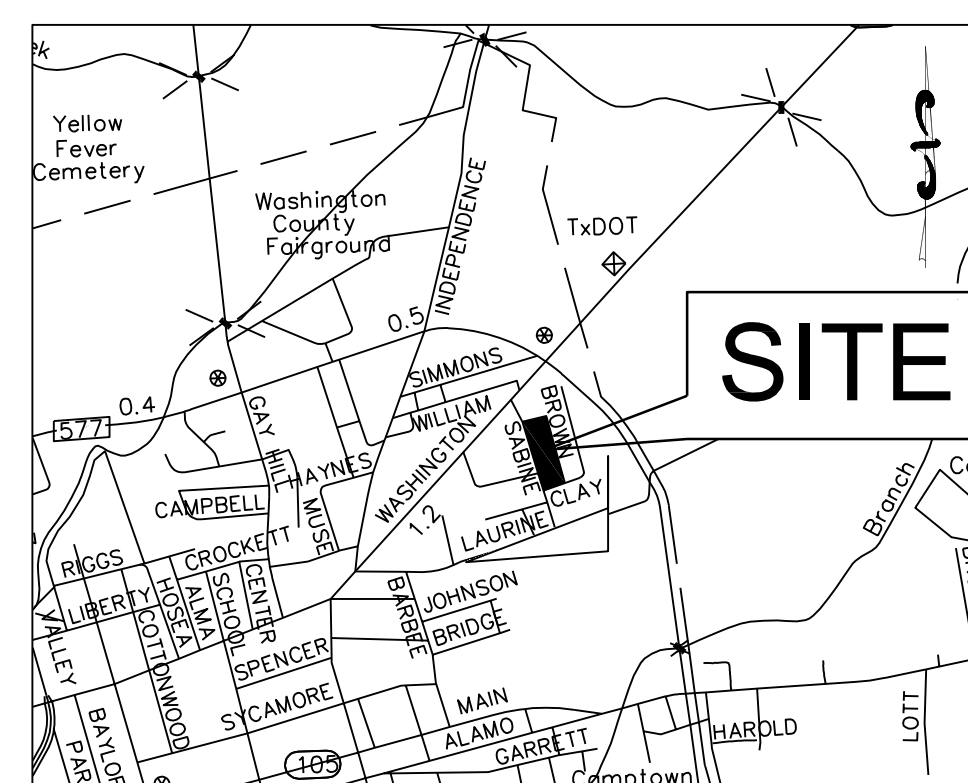 ek
Yellow
Fever
Cemetery
Washington
County
Fairground
INDEPENDENCE
TxDOT
SITE
0.5
SIMMONS
0.4
577
GAY HILL
WILLIAM
BROWN
SABINE
WASHINGTON
1.2
HAYNES
CAMPBELL
MUSE
CLAY
LAURINE
Branch
CROCKETT
RIGGS
LIBERTY
HOSEA
ALMA
SCHOOL
CENTER
BARBEE
JOHNSON
BRIDGE
VALLEY
COTTONWOOD
SPENCER
SYCAMORE
MAIN
ALAMO
GARRETT
HAROLD
LOTT
BAYLOR
PAR
105
Camptown